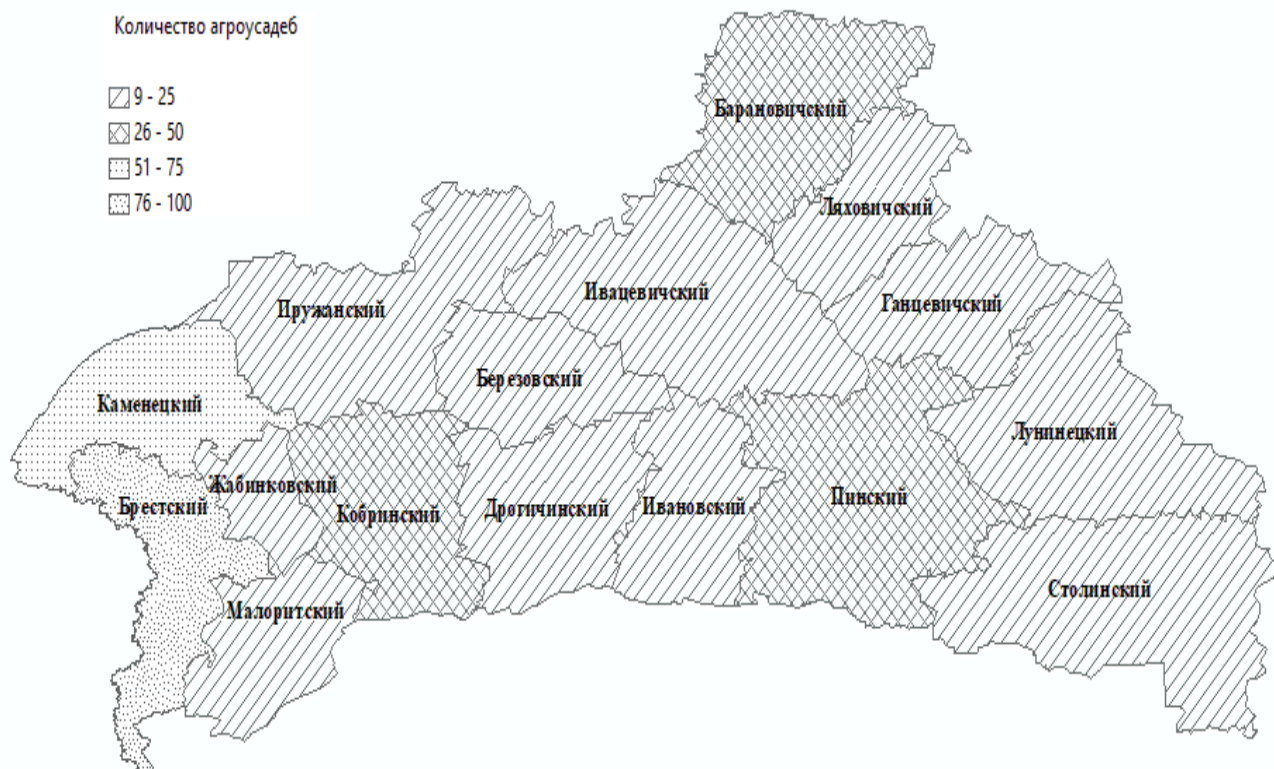 Количество агроусадеб
9 - 25
26 - 50
51 - 75
76 - 100
Барановичский
Ляховичский
Ивацевичский
Ганцевичский
Пружанский
Березовский
Каменецкий
Лунинецкий
Жабинковский
Брестский
Кобринский
Дрогичинский
Ивановский
Пинский
Столинский
Малоритский